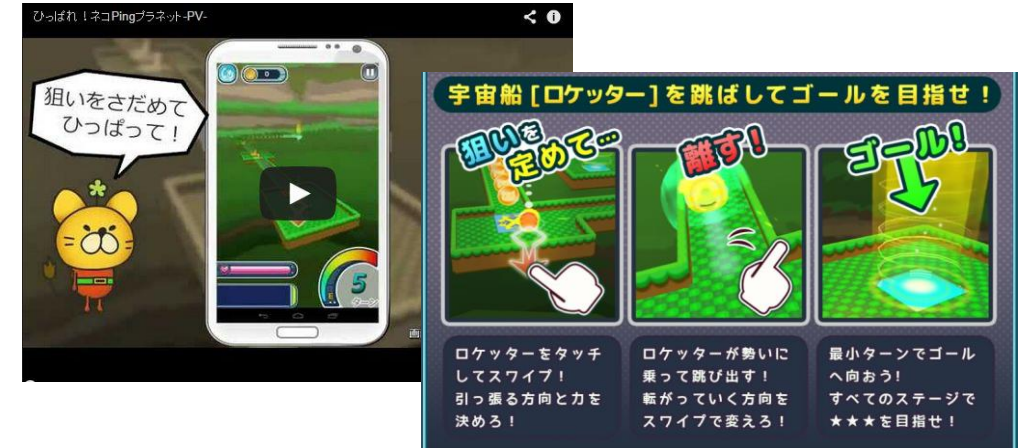 ひっぱれ!ネコPingプラネット-PV-
狙いをさだめて
ひっぱって!
0
5
ターン
画
宇宙船[ロケッター]を跳ばしてゴールを目指せ!
狙いを
定めて…
離す!
ゴール!
ロケッターをタッチ
してスワイプ!
引っ張る方向と力を
決めろ!
ロケッターが勢いに
乗って跳び出す!
転がっていく方向を
スワイプで変えろ!
最小ターンでゴール
へ向おう!
すべてのステージで
★★★を目指せ!